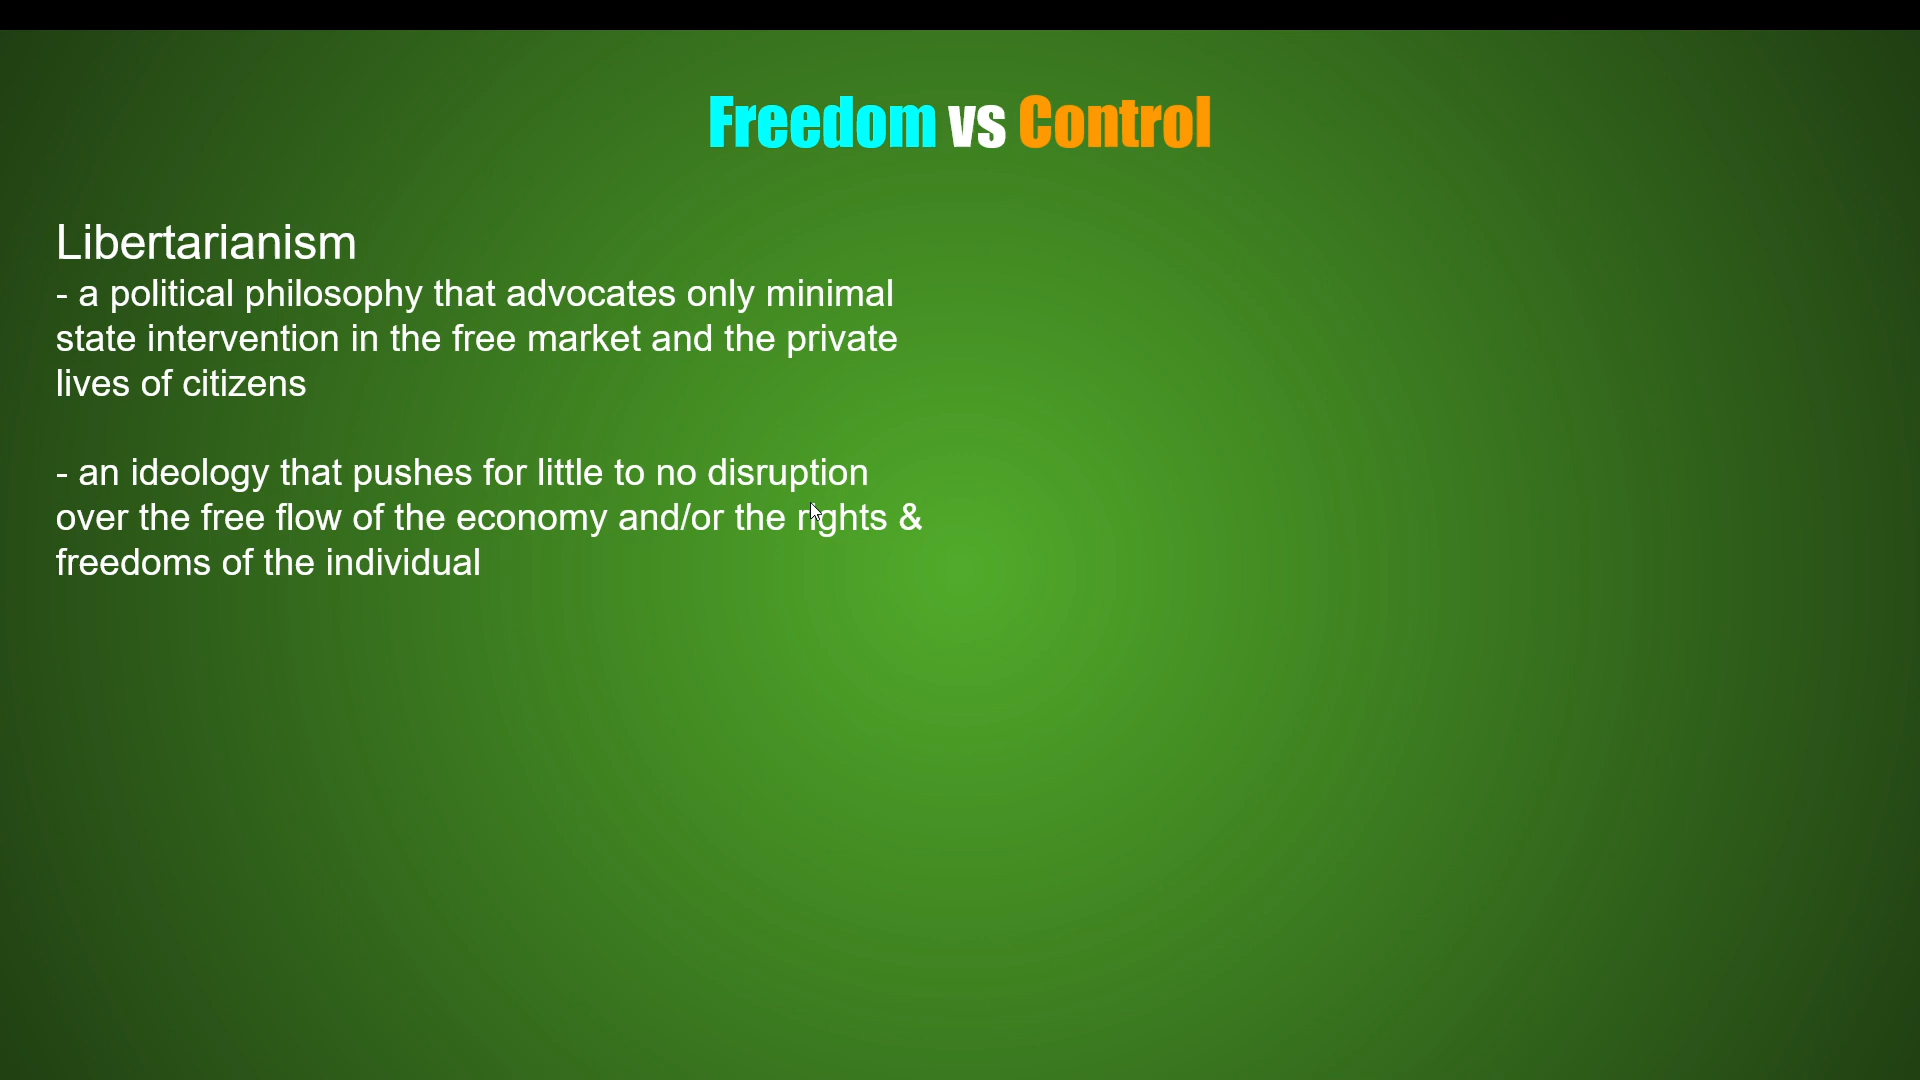 Freedom vs Control
Libertarianism
- a political philosophy that advocates only minimal
state intervention in the free market and the private
lives of citizens
- an ideology that pushes for little to no disruption
over the free flow of the economy and/or the rights &
freedoms of the individual